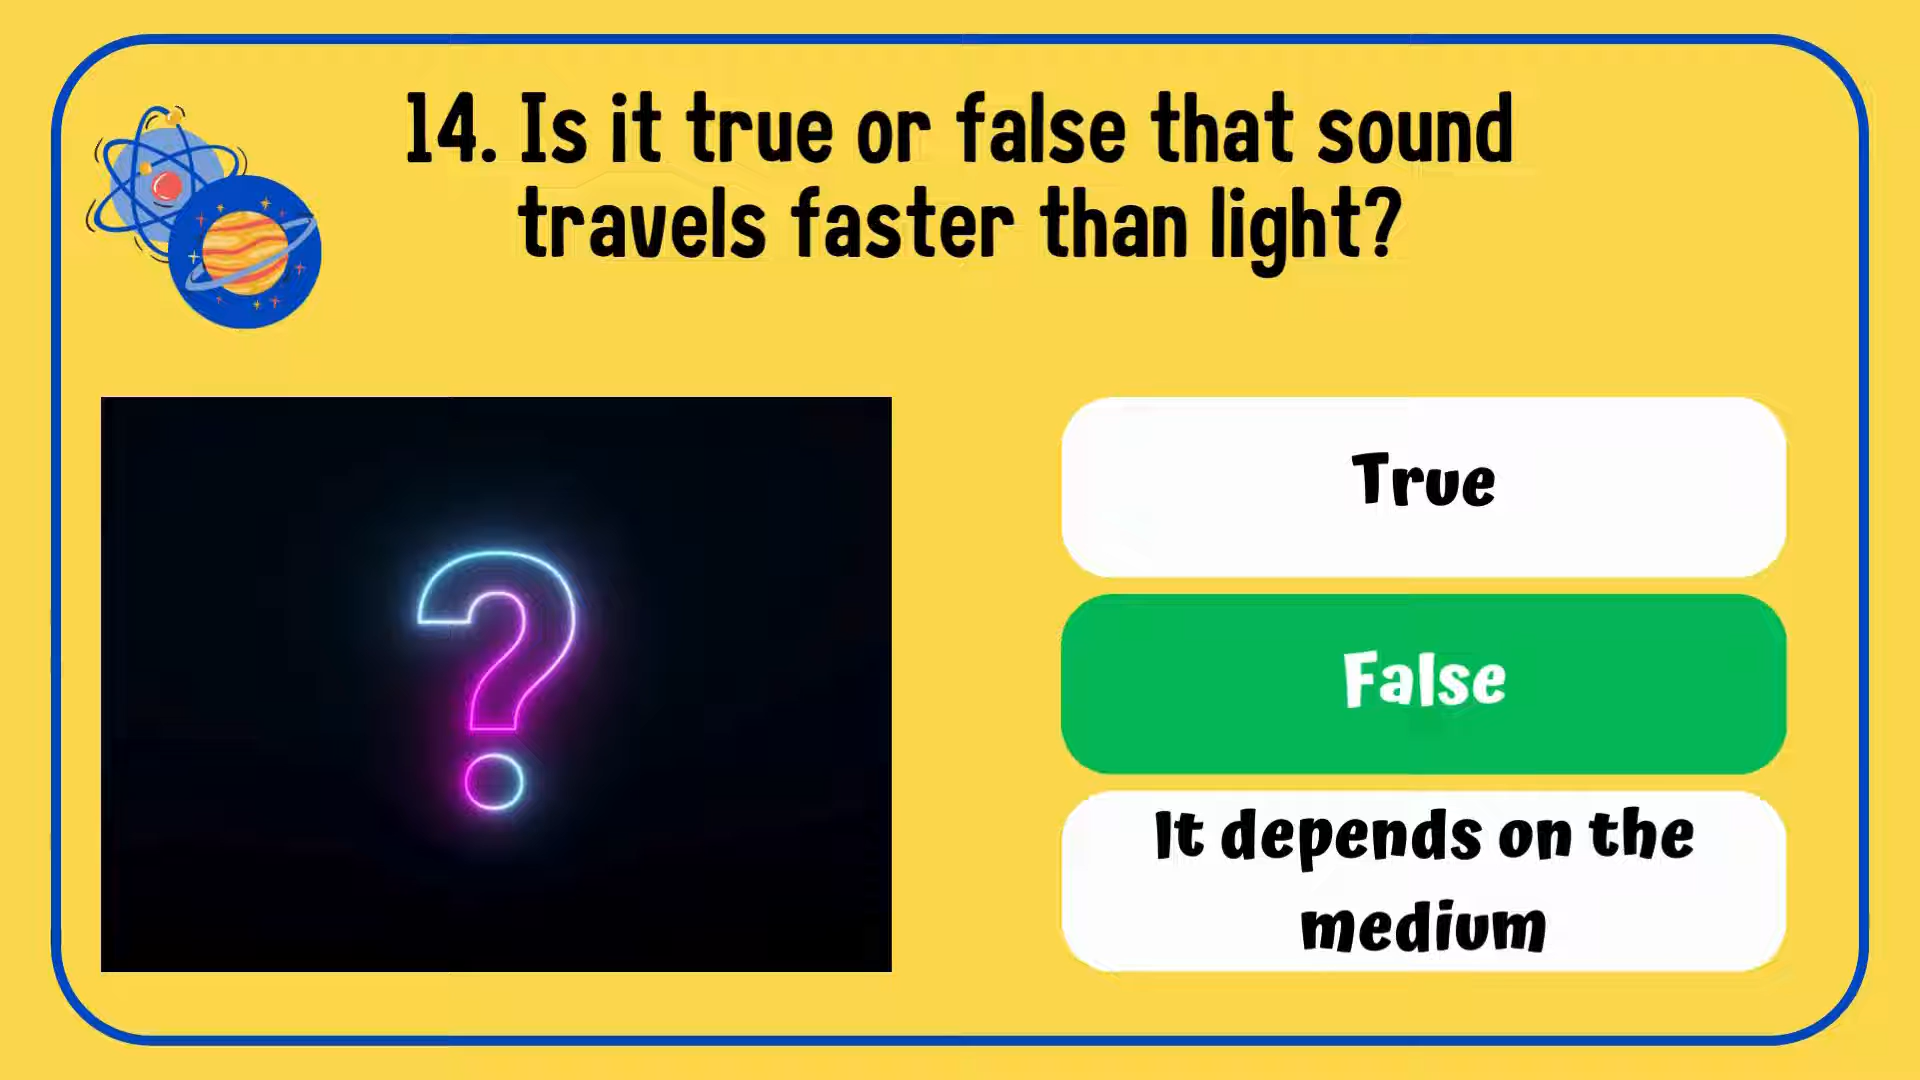 14. Is it true or false that sound
travels faster than light?
True
False
It depends on the
medium